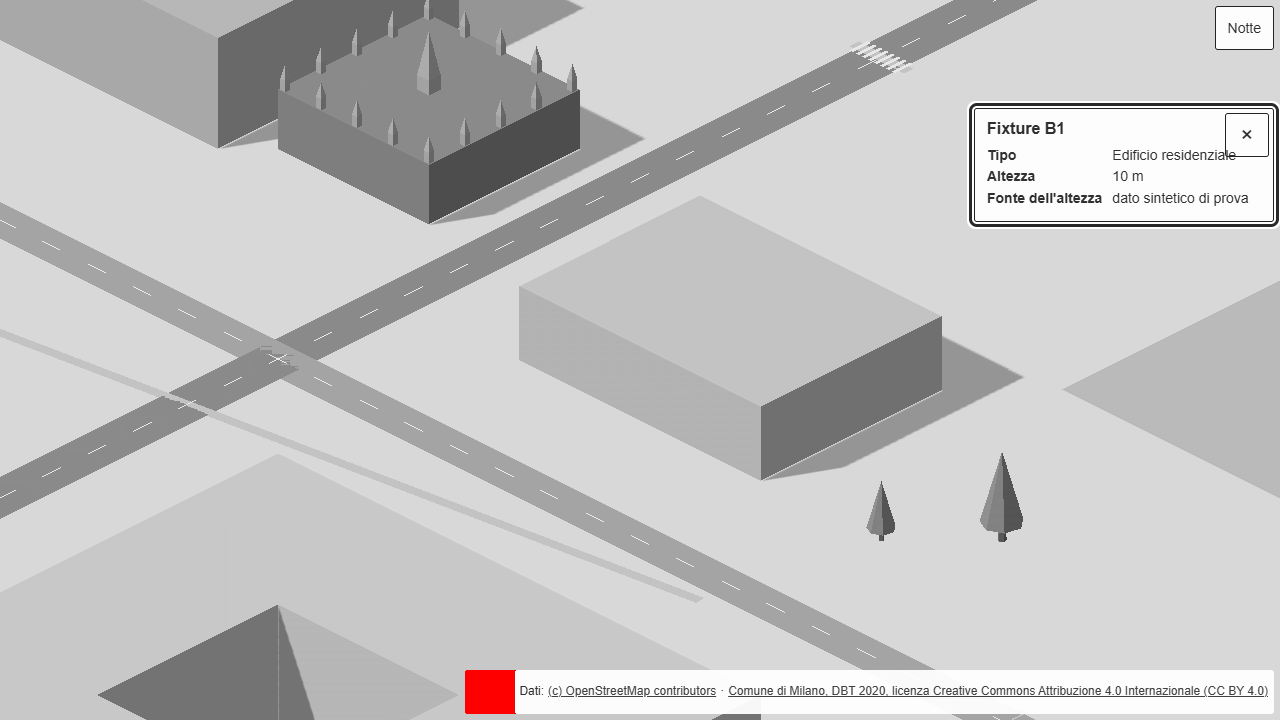 Notte
Fixture B1
×
Tipo Edificio residenziale
Altezza 10 m
Fonte dell'altezza dato sintetico di prova
Dati: (c) OpenStreetMap contributors · Comune di Milano, DBT 2020, licenza Creative Commons Attribuzione 4.0 Internazionale (CC BY 4.0)